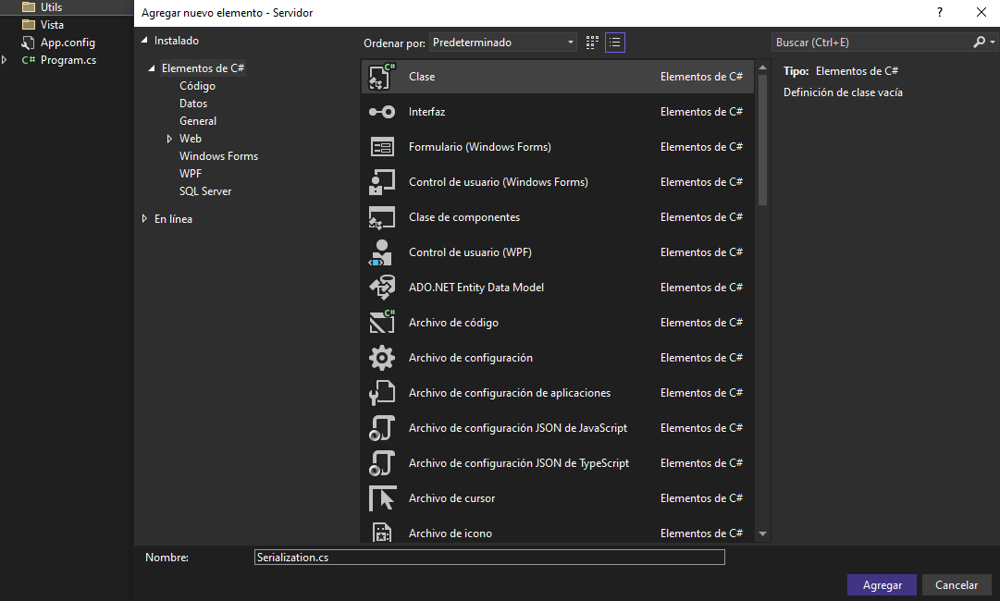 Utils
Vista
App.config
C# Program.cs
Agregar nuevo elemento - Servidor
?
Instalado
Elementos de C#
Código
Datos
General
Web
Windows Forms
WPF
SQL Server
En línea
Ordenar por: Predeterminado
C# Clase Elementos de C#
Interfaz Elementos de C#
Formulario (Windows Forms) Elementos de C#
Control de usuario (Windows Forms) Elementos de C#
Clase de componentes Elementos de C#
Control de usuario (WPF) Elementos de C#
ADO.NET Entity Data Model Elementos de C#
C# Archivo de código Elementos de C#
Archivo de configuración Elementos de C#
Archivo de configuración de aplicaciones Elementos de C#
Archivo de configuración JSON de JavaScript Elementos de C#
Archivo de configuración JSON de TypeScript Elementos de C#
Archivo de cursor Elementos de C#
Archivo de icono Elementos de C#
Buscar (Ctrl+E)
Tipo: Elementos de C#
Definición de clase vacía
Nombre: Serialization.cs
Agregar Cancelar